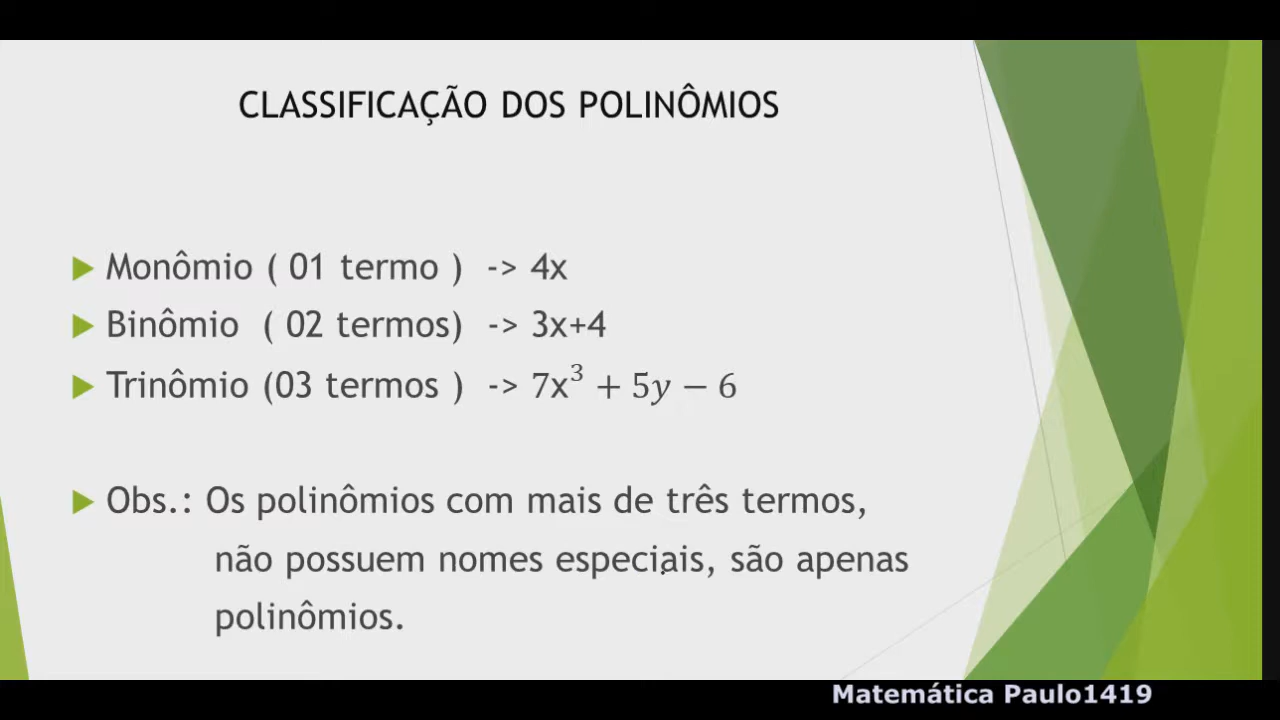 CLASSIFICAÇÃO DOS POLINÔMIOS
Monômio ( 01 termo ) -> 4x
Binômio ( 02 termos) -> 3x+4
Trinômio (03 termos ) -> 7x³ + 5y − 6
Obs.: Os polinômios com mais de três termos,
não possuem nomes especiais, são apenas
polinômios.
Matemática Paulo1419